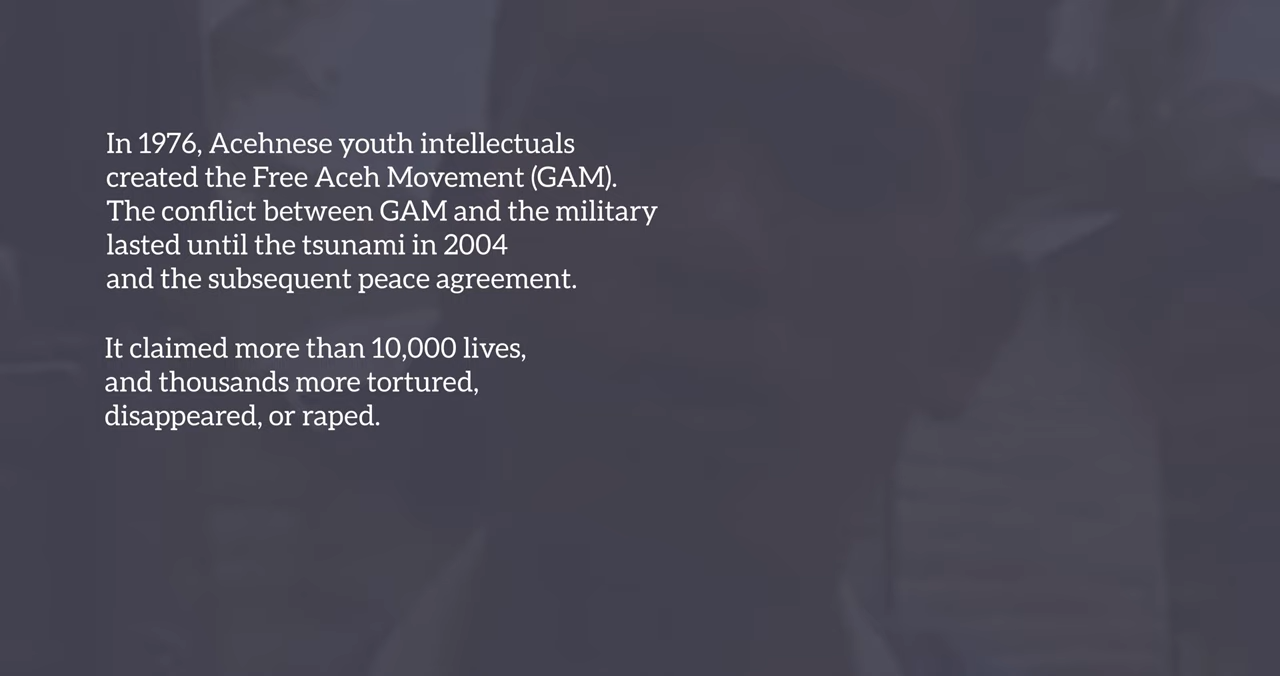 In 1976, Acehnese youth intellectuals
created the Free Aceh Movement (GAM).
The conflict between GAM and the military
lasted until the tsunami in 2004
and the subsequent peace agreement.
It claimed more than 10,000 lives,
and thousands more tortured,
disappeared, or raped.